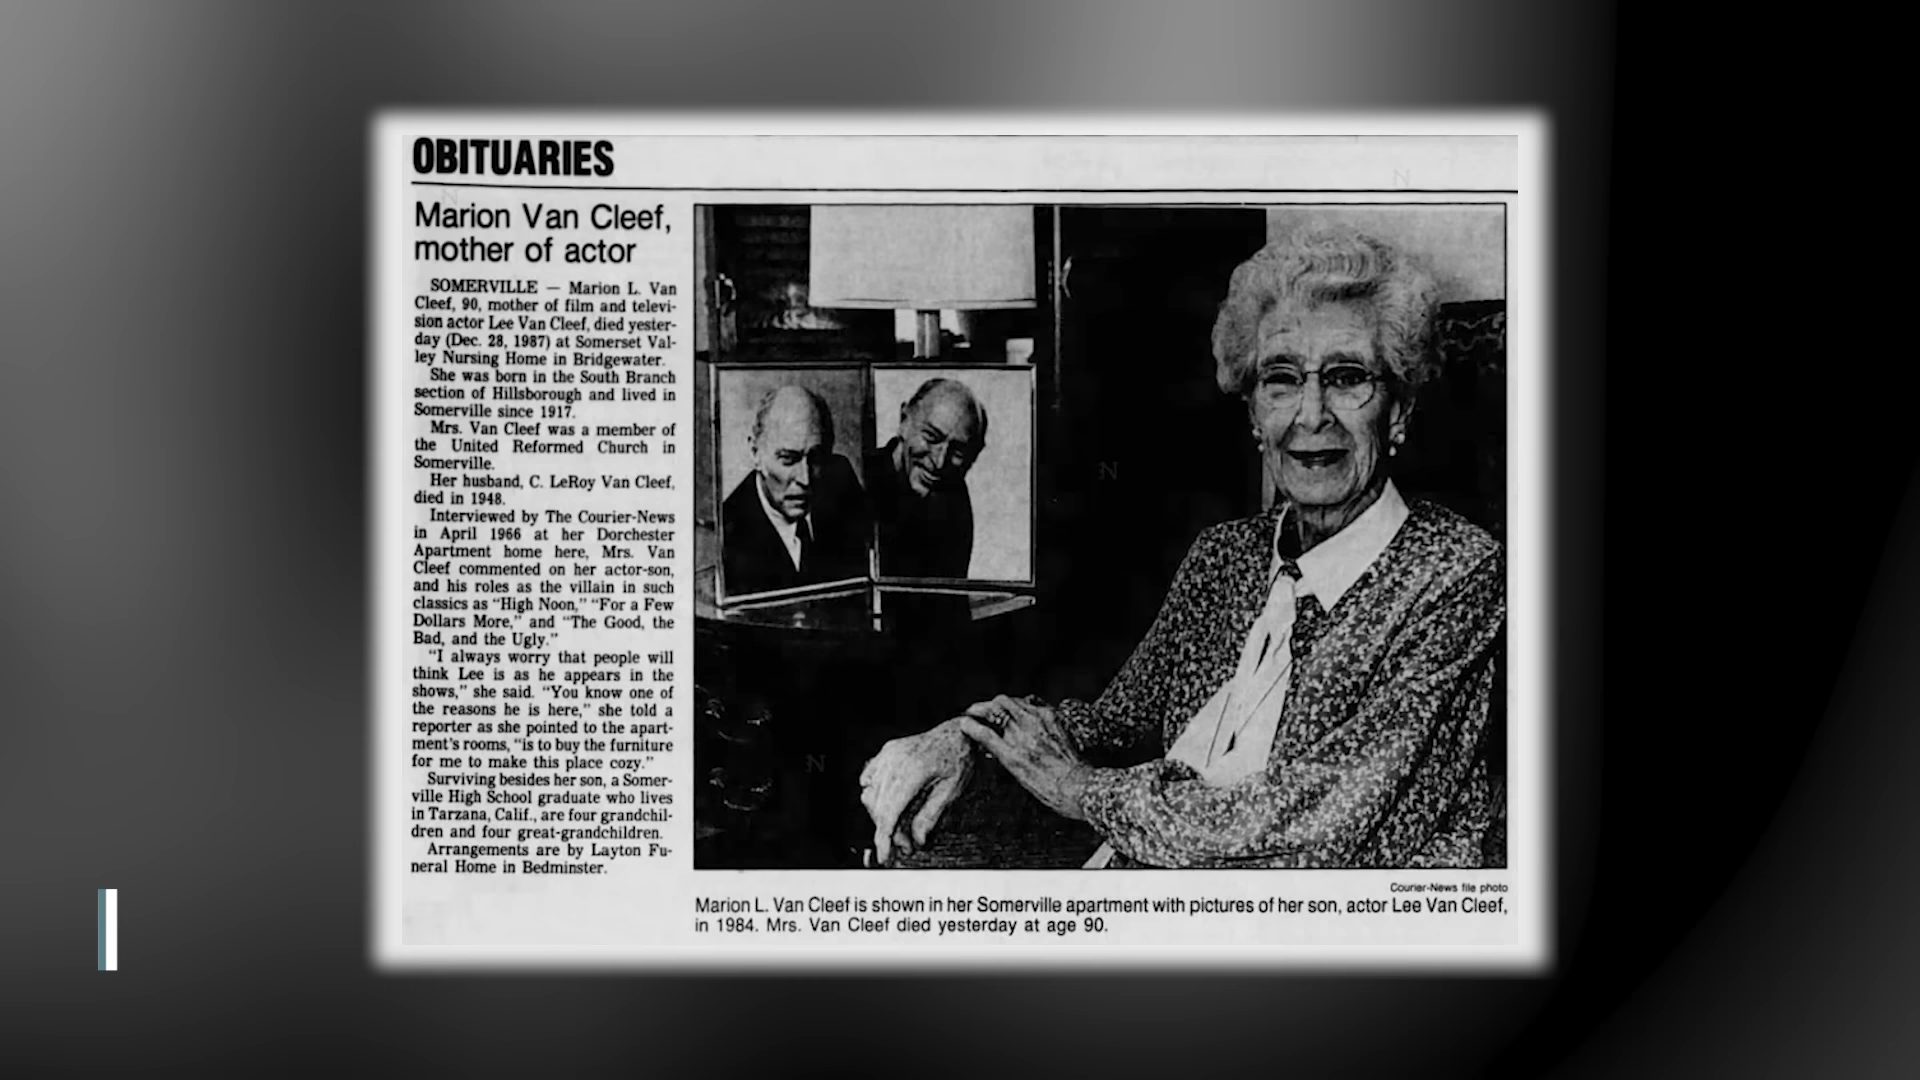 OBITUARIES
Marion Van Cleef,
mother of actor
SOMERVILLE — Marion L. Van
Cleef, 90, mother of film and televi-
sion actor Lee Van Cleef, died yester-
day (Dec. 28, 1987) at Somerset Val-
ley Nursing Home in Bridgewater.
She was born in the South Branch
section of Hillsborough and lived in
Somerville since 1917.
Mrs. Van Cleef was a member of
the United Reformed Church in
Somerville.
Her husband, C. LeRoy Van Cleef,
died in 1948.
Interviewed by The Courier-News
in April 1966 at her Dorchester
Apartment home here, Mrs. Van
Cleef commented on her actor-son,
and his roles as the villain in such
classics as “High Noon,” “For a Few
Dollars More,” and “The Good, the
Bad, and the Ugly.”
“I always worry that people will
think Lee is as he appears in the
shows,” she said. “You know one of
the reasons he is here,” she told a
reporter as she pointed to the apart-
ment's rooms, “is to buy the furniture
for me to make this place cozy.”
Surviving besides her son, a Somer-
ville High School graduate who lives
in Tarzana, Calif., are four grandchil-
dren and four great-grandchildren.
Arrangements are by Layton Fu-
neral Home in Bedminster.
Courier-News file photo
Marion L. Van Cleef is shown in her Somerville apartment with pictures of her son, actor Lee Van Cleef,
in 1984. Mrs. Van Cleef died yesterday at age 90.